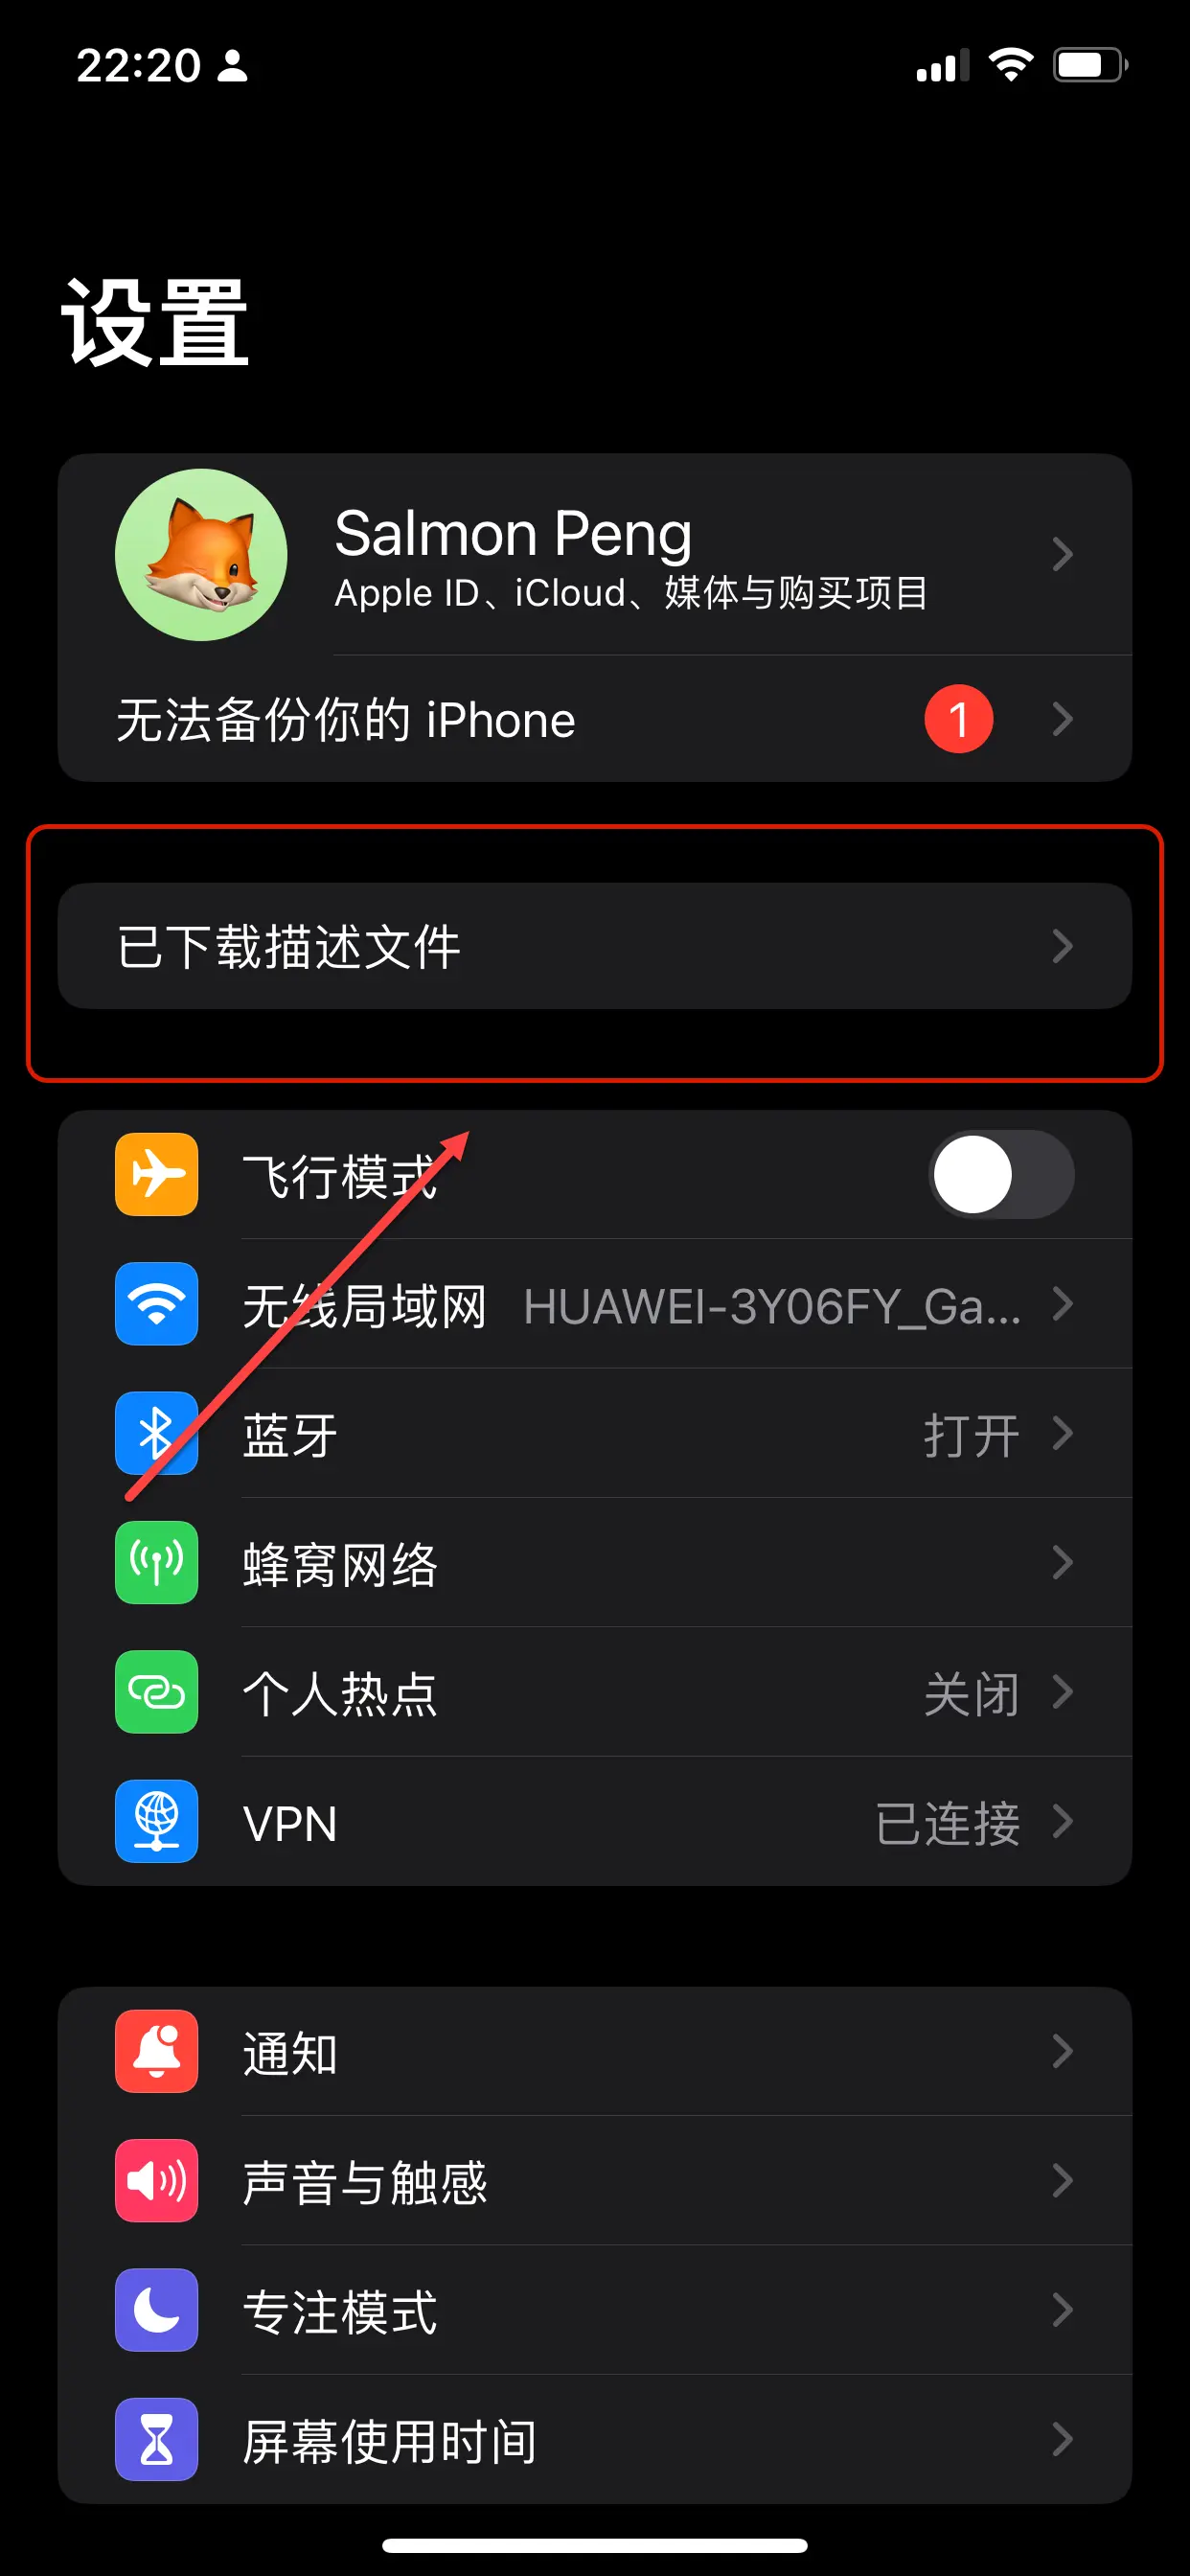 22:20
设置
Salmon Peng
Apple ID、iCloud、媒体与购买项目
无法备份你的 iPhone 1
已下载描述文件
飞行模式
无线局域网 HUAWEI-3Y06FY_Ga...
蓝牙 打开
蜂窝网络
个人热点 关闭
VPN 已连接
通知
声音与触感
专注模式
屏幕使用时间